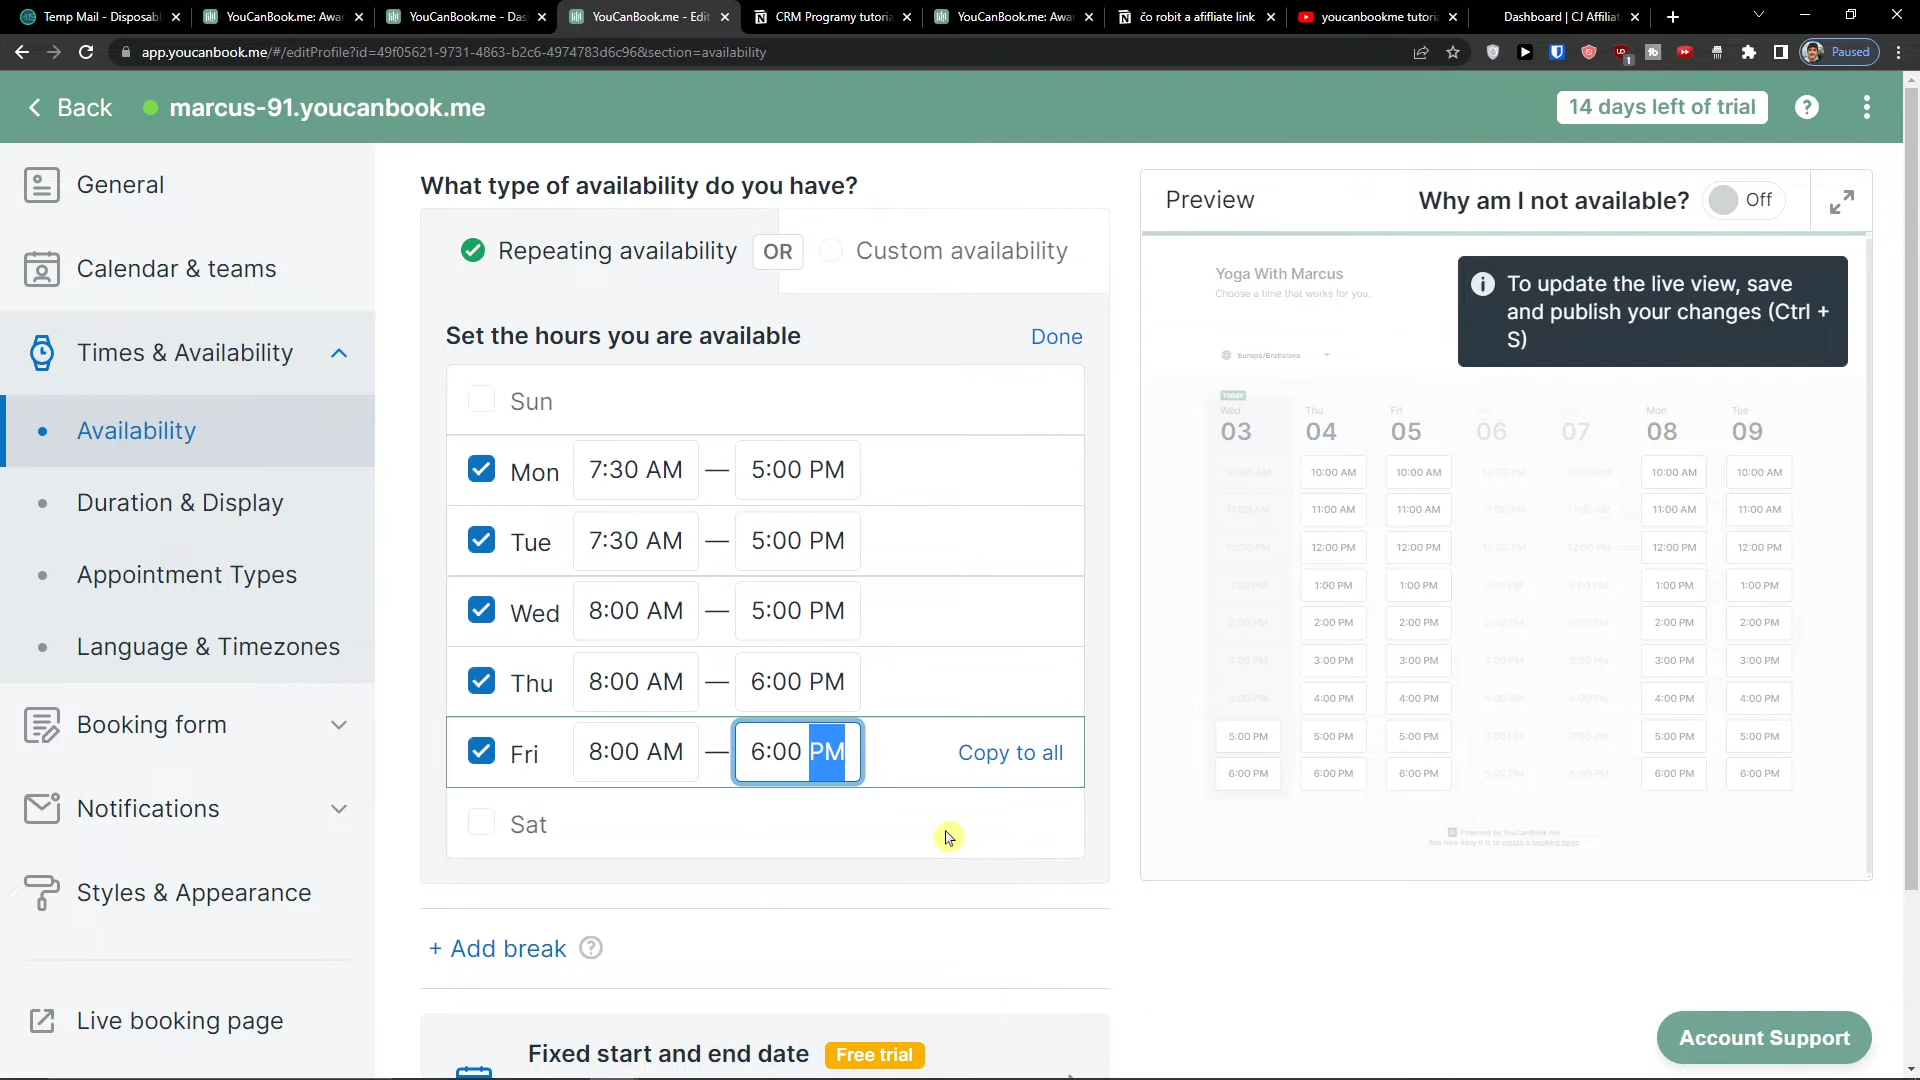 Temp Mail - Disposabl
YouCanBook.me: Awar
YouCanBook.me - Das
YouCanBook.me - Edit
CRM Programy tutoria
YouCanBook.me: Awar
čo robit a afifliate link
youcanbookme tutoria
Dashboard | CJ Affiliat
app.youcanbook.me/#/editProfile?id=49f05621-9731-4863-b2c6-4974783d6c96&section=availability
Paused
Back
marcus-91.youcanbook.me
14 days left of trial
General
Calendar & teams
Times & Availability
Availability
Duration & Display
Appointment Types
Language & Timezones
Booking form
Notifications
Styles & Appearance
Live booking page
What type of availability do you have?
Repeating availability OR Custom availability
Set the hours you are available Done
Sun
Mon 7:30 AM — 5:00 PM
Tue 7:30 AM — 5:00 PM
Wed 8:00 AM — 5:00 PM
Thu 8:00 AM — 6:00 PM
Fri 8:00 AM — 6:00 PM Copy to all
Sat
+ Add break
Fixed start and end date Free trial
Preview Why am I not available? Off
Yoga With Marcus
Choose a time that works for you.
To update the live view, save
and publish your changes (Ctrl +
S)
Europe/Bratislava
TODAY
Wed Thu Fri Mon Tue
03 04 05 06 07 08 09
10:00 AM 10:00 AM 10:00 AM 10:00 AM
11:00 AM 11:00 AM 11:00 AM 11:00 AM
12:00 PM 12:00 PM 12:00 PM 12:00 PM
1:00 PM 1:00 PM 1:00 PM 1:00 PM
2:00 PM 2:00 PM 2:00 PM 2:00 PM
3:00 PM 3:00 PM 3:00 PM 3:00 PM
4:00 PM 4:00 PM 4:00 PM 4:00 PM
5:00 PM 5:00 PM 5:00 PM 5:00 PM 5:00 PM
6:00 PM 6:00 PM 6:00 PM 6:00 PM 6:00 PM
Powered by YouCanBook.me
See how easy it is to create a booking page
Account Support